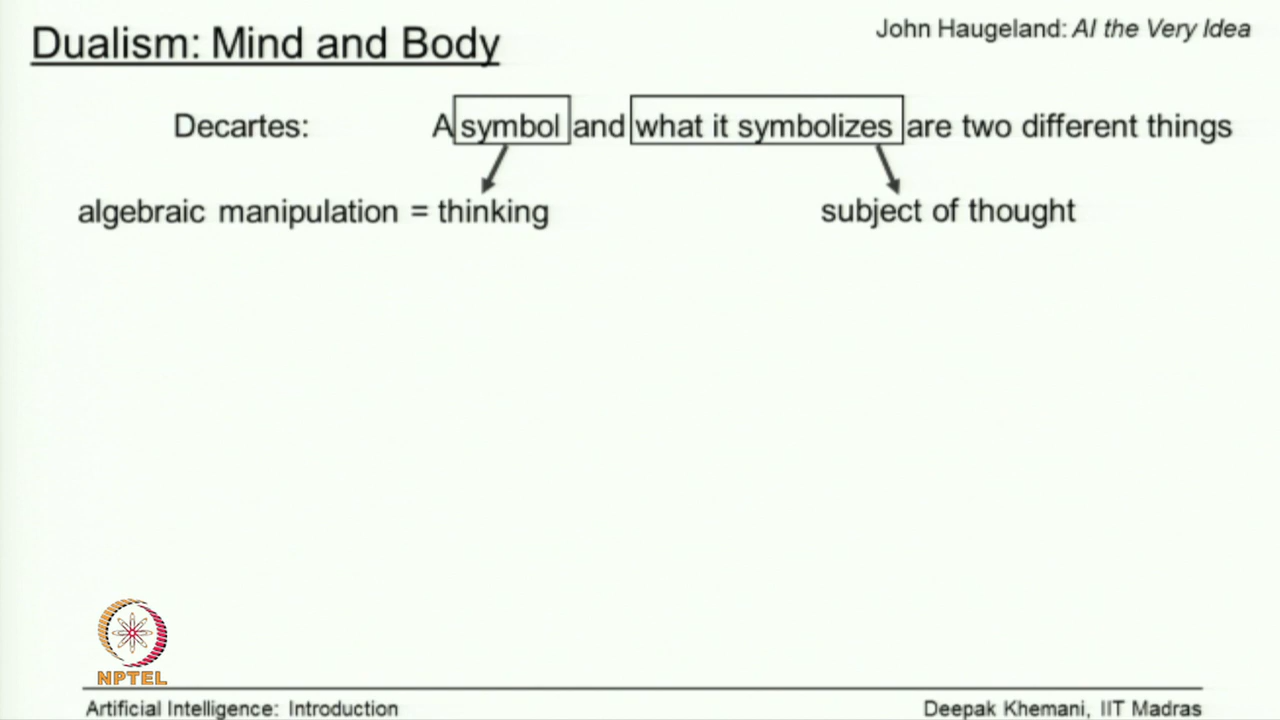 Dualism: Mind and Body
John Haugeland: AI the Very Idea
Decartes: A symbol and what it symbolizes are two different things
algebraic manipulation = thinking
subject of thought
NPTEL
Artificial Intelligence: Introduction
Deepak Khemani, IIT Madras